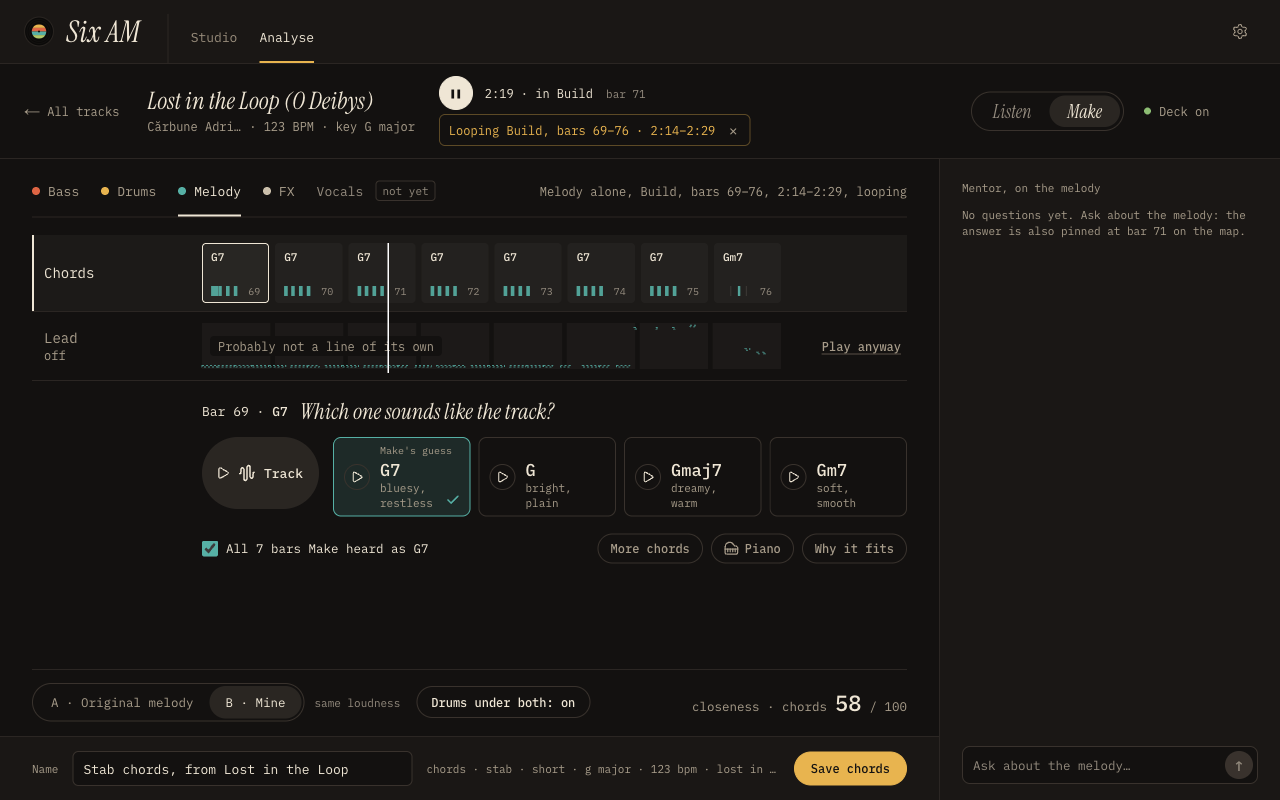 Six AM
Studio
Analyse
← All tracks
Lost in the Loop (O Deibys)
Cărbune Adri… · 123 BPM · key G major
2:19 · in Build bar 71
Looping Build, bars 69–76 · 2:14–2:29 ×
Listen
Make
Deck on
Bass
Drums
Melody
FX
Vocals
not yet
Melody alone, Build, bars 69–76, 2:14–2:29, looping
Chords
G7 69
G7 70
G7 71
G7 72
G7 73
G7 74
G7 75
Gm7 76
Lead
off
Probably not a line of its own
Play anyway
Bar 69 · G7 Which one sounds like the track?
Track
Make's guess
G7
bluesy,
restless
G
bright,
plain
Gmaj7
dreamy,
warm
Gm7
soft,
smooth
All 7 bars Make heard as G7
More chords
Piano
Why it fits
A · Original melody
B · Mine
same loudness
Drums under both: on
closeness · chords 58 / 100
Name
Stab chords, from Lost in the Loop
chords · stab · short · g major · 123 bpm · lost in …
Save chords
Mentor, on the melody
No questions yet. Ask about the melody: the
answer is also pinned at bar 71 on the map.
Ask about the melody…
↑